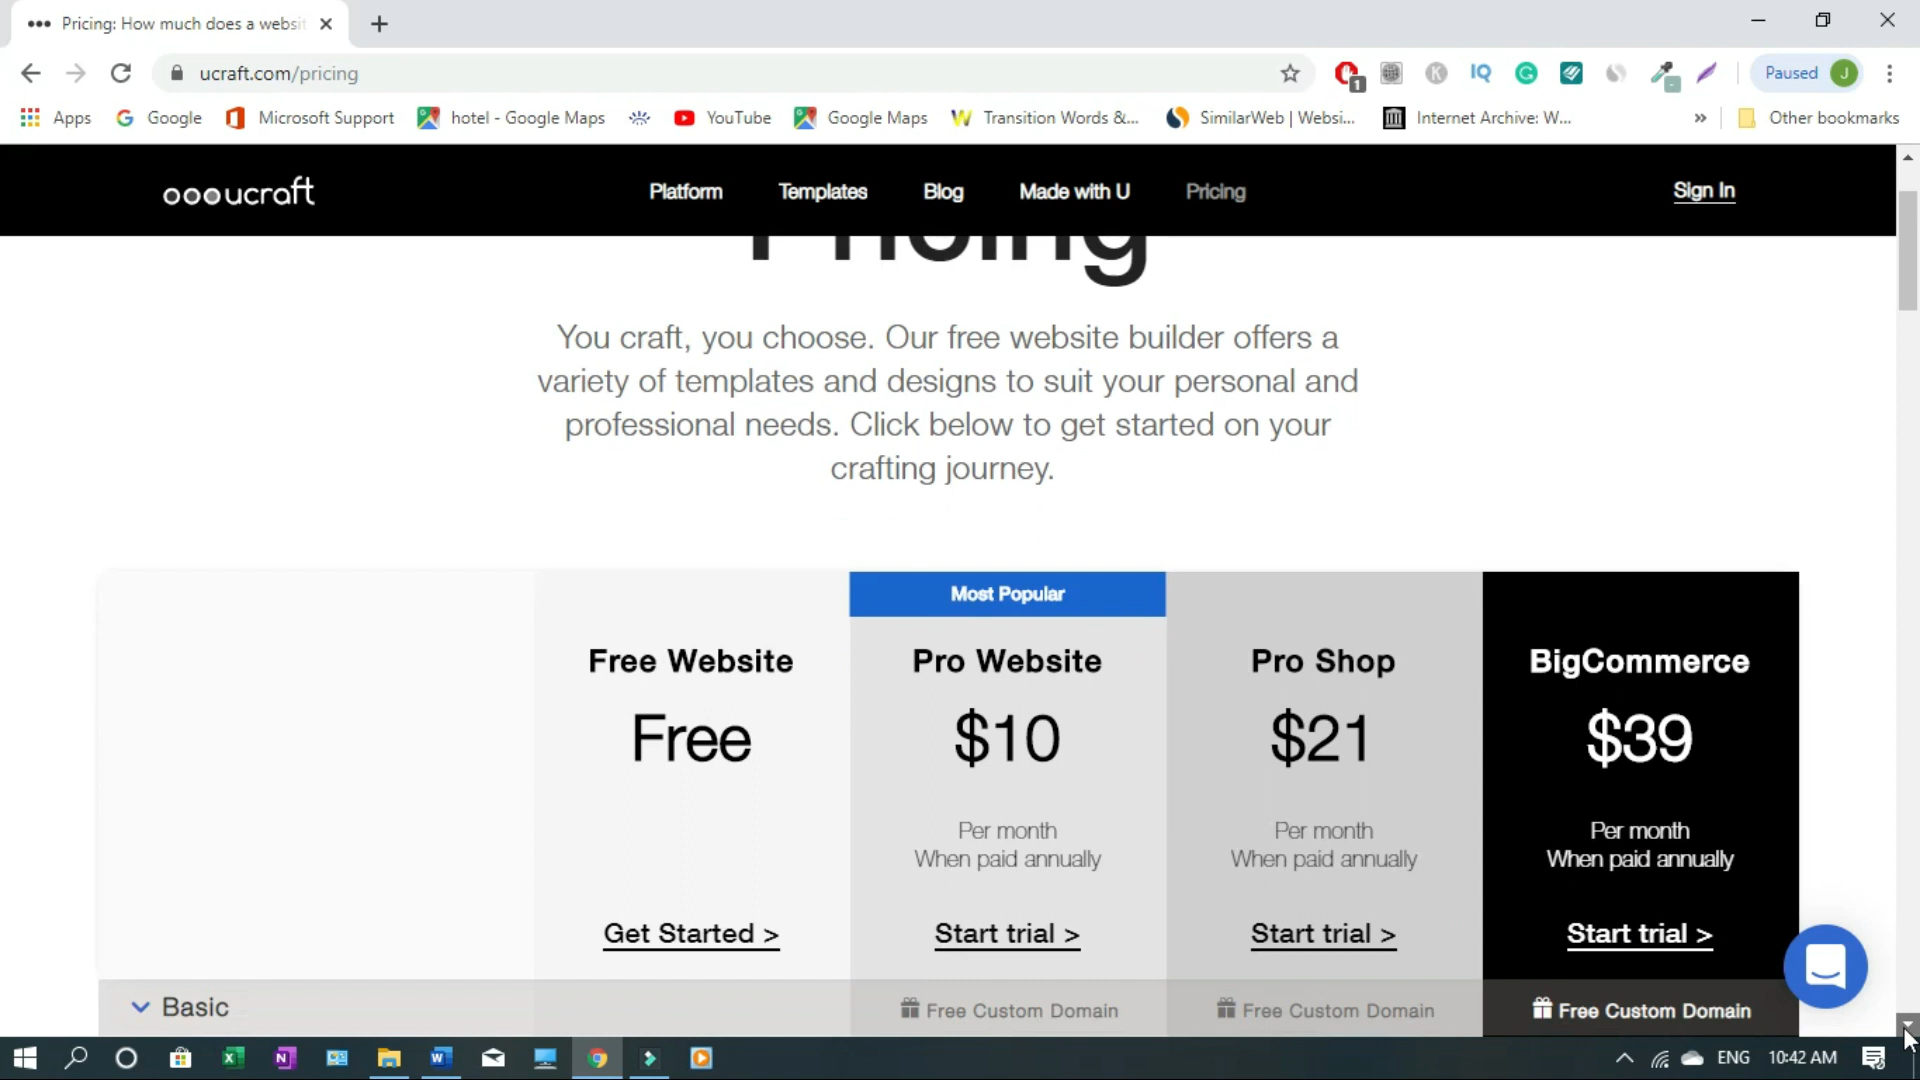 Pricing: How much does a websi
ucraft.com/pricing
1
K
IQ
Paused J
Apps
Google
Microsoft Support
hotel - Google Maps
YouTube
Google Maps
Transition Words &...
SimilarWeb | Websi...
Internet Archive: W...
»
Other bookmarks
ucraft
Platform
Templates
Blog
Made with U
Pricing
Sign In
Pricing
You craft, you choose. Our free website builder offers a
variety of templates and designs to suit your personal and
professional needs. Click below to get started on your
crafting journey.
Most Popular
Free Website
Pro Website
Pro Shop
BigCommerce
Free
$10
$21
$39
Per month
When paid annually
Per month
When paid annually
Per month
When paid annually
Get Started >
Start trial >
Start trial >
Start trial >
Basic
Free Custom Domain
Free Custom Domain
Free Custom Domain
ENG
10:42 AM